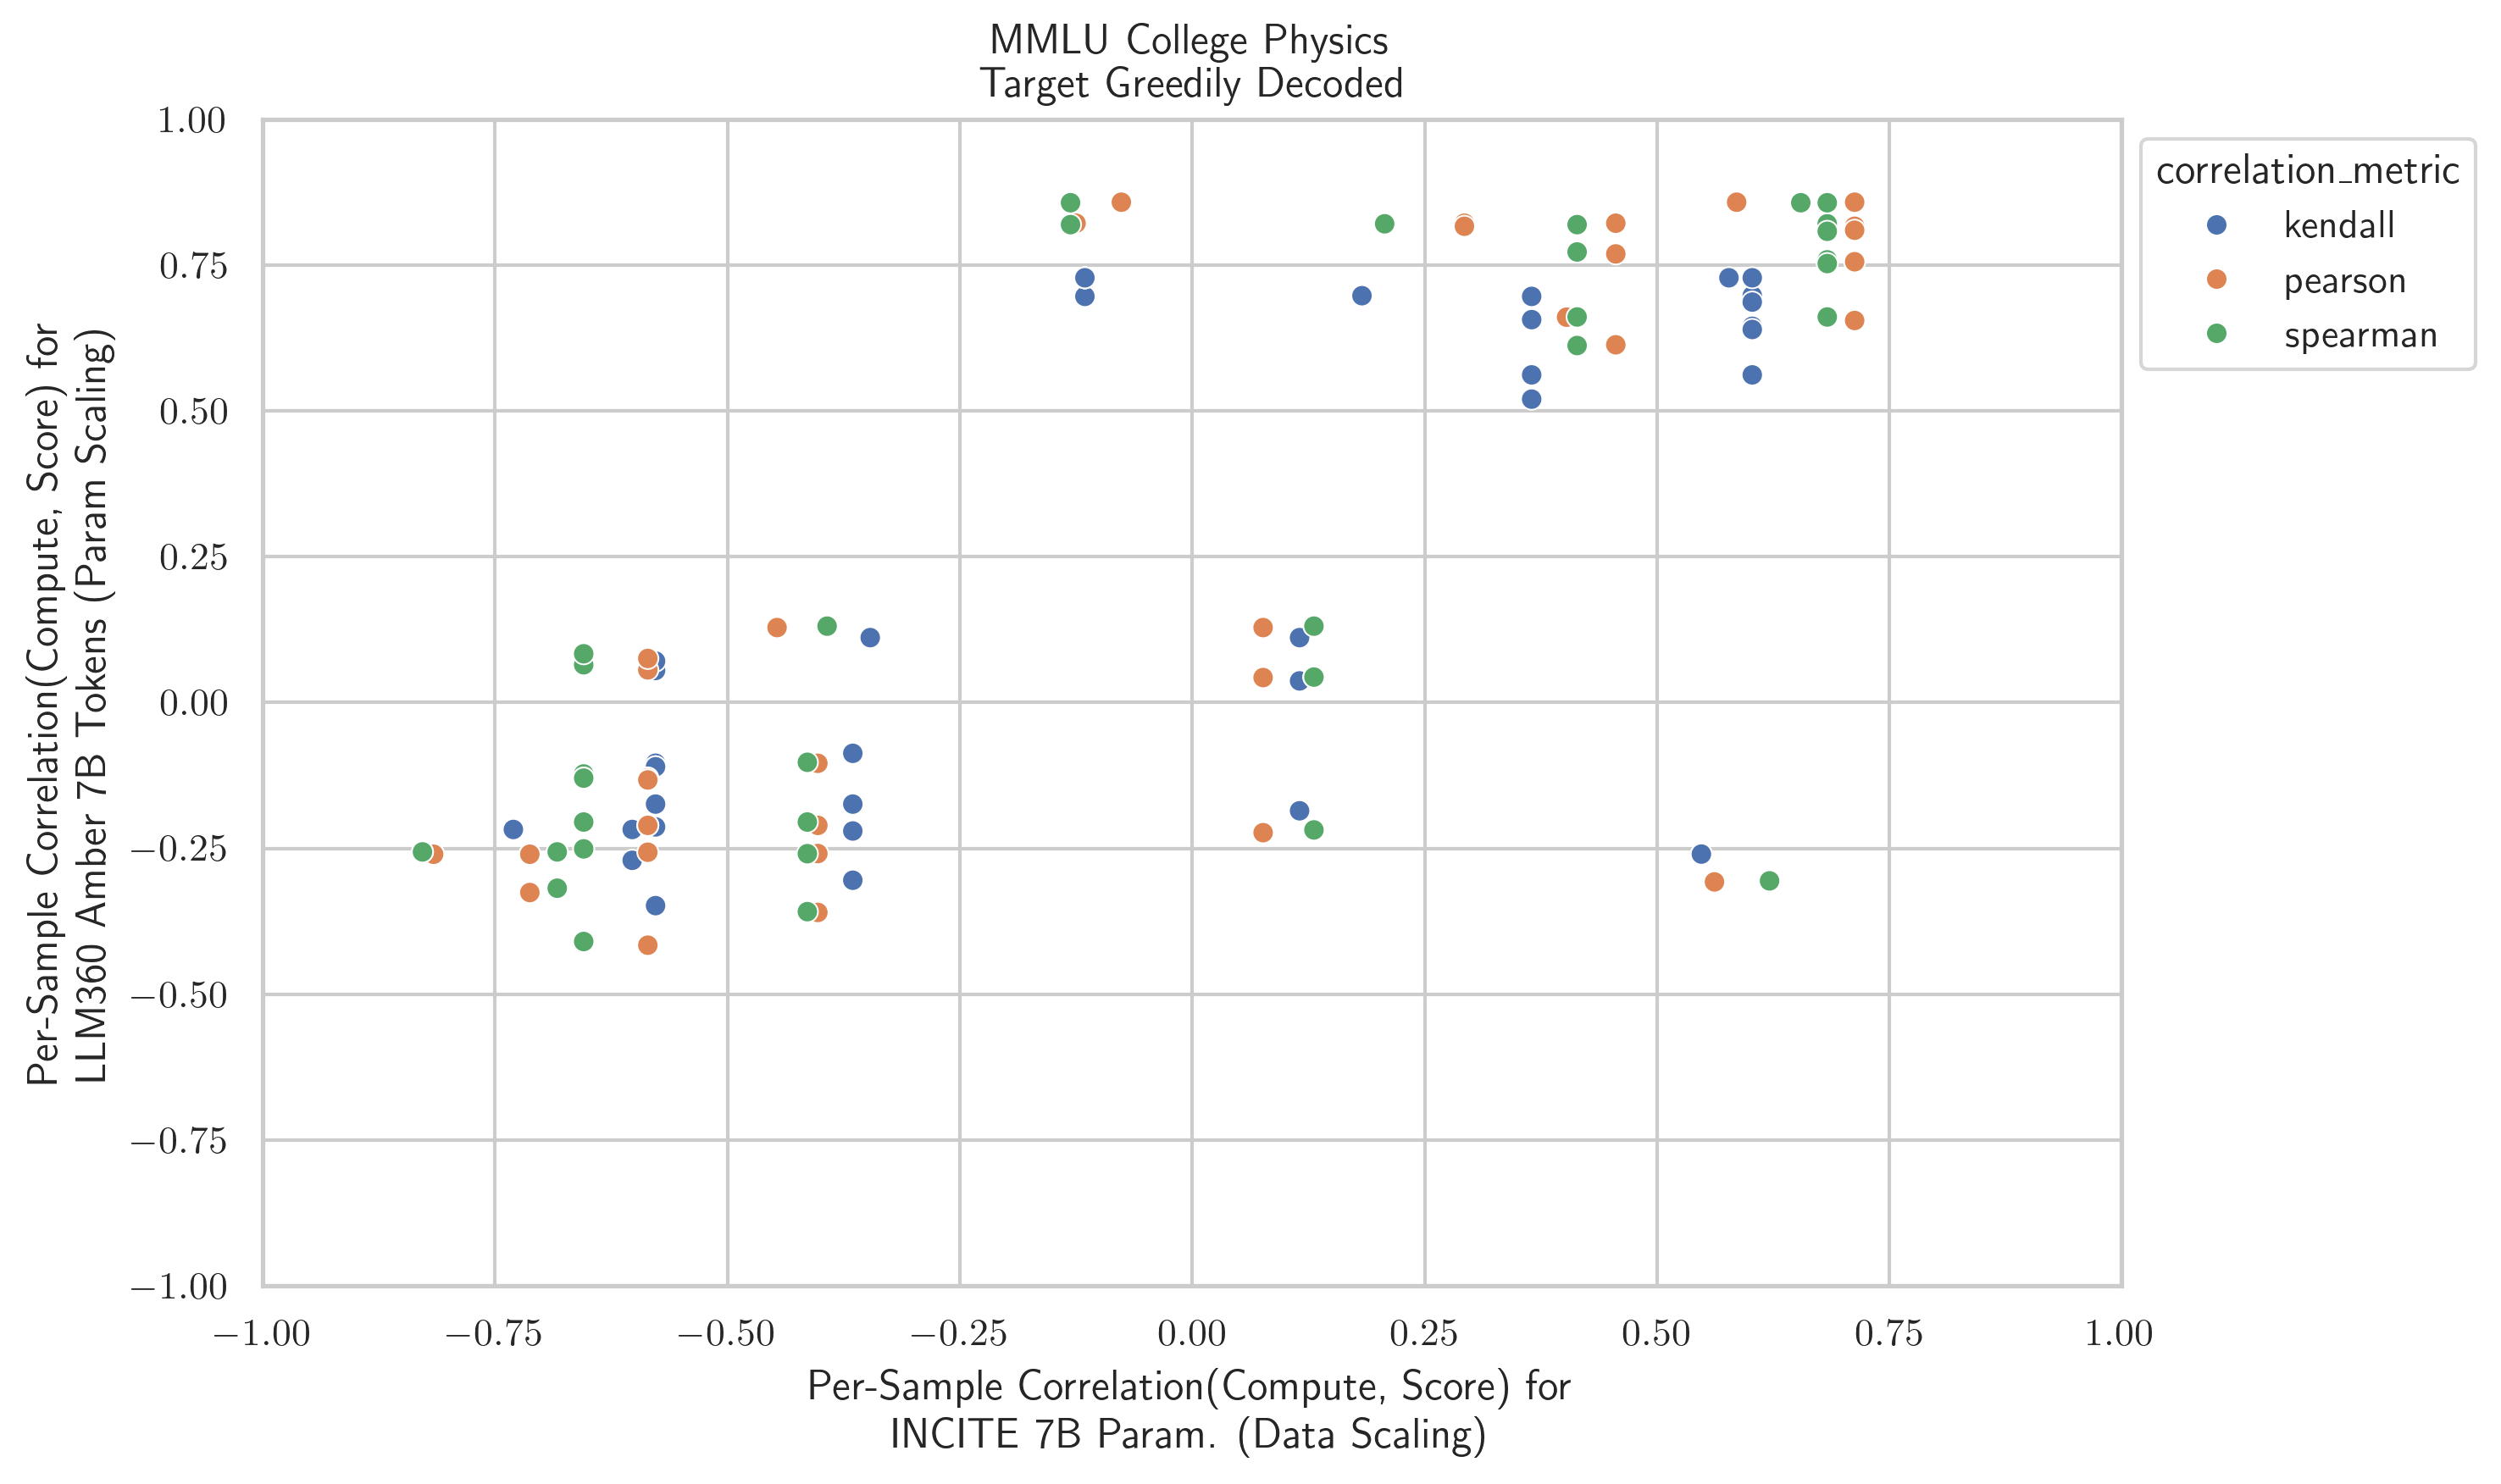 MMLU College Physics
Target Greedily Decoded
Per-Sample Correlation(Compute, Score) for
LLM360 Amber 7B Tokens (Param Scaling)
1.00
0.75
0.50
0.25
0.00
−0.25
−0.50
−0.75
−1.00
correlation_metric
kendall
pearson
spearman
−1.00
−0.75
−0.50
−0.25
0.00
0.25
0.50
0.75
1.00
Per-Sample Correlation(Compute, Score) for
INCITE 7B Param. (Data Scaling)